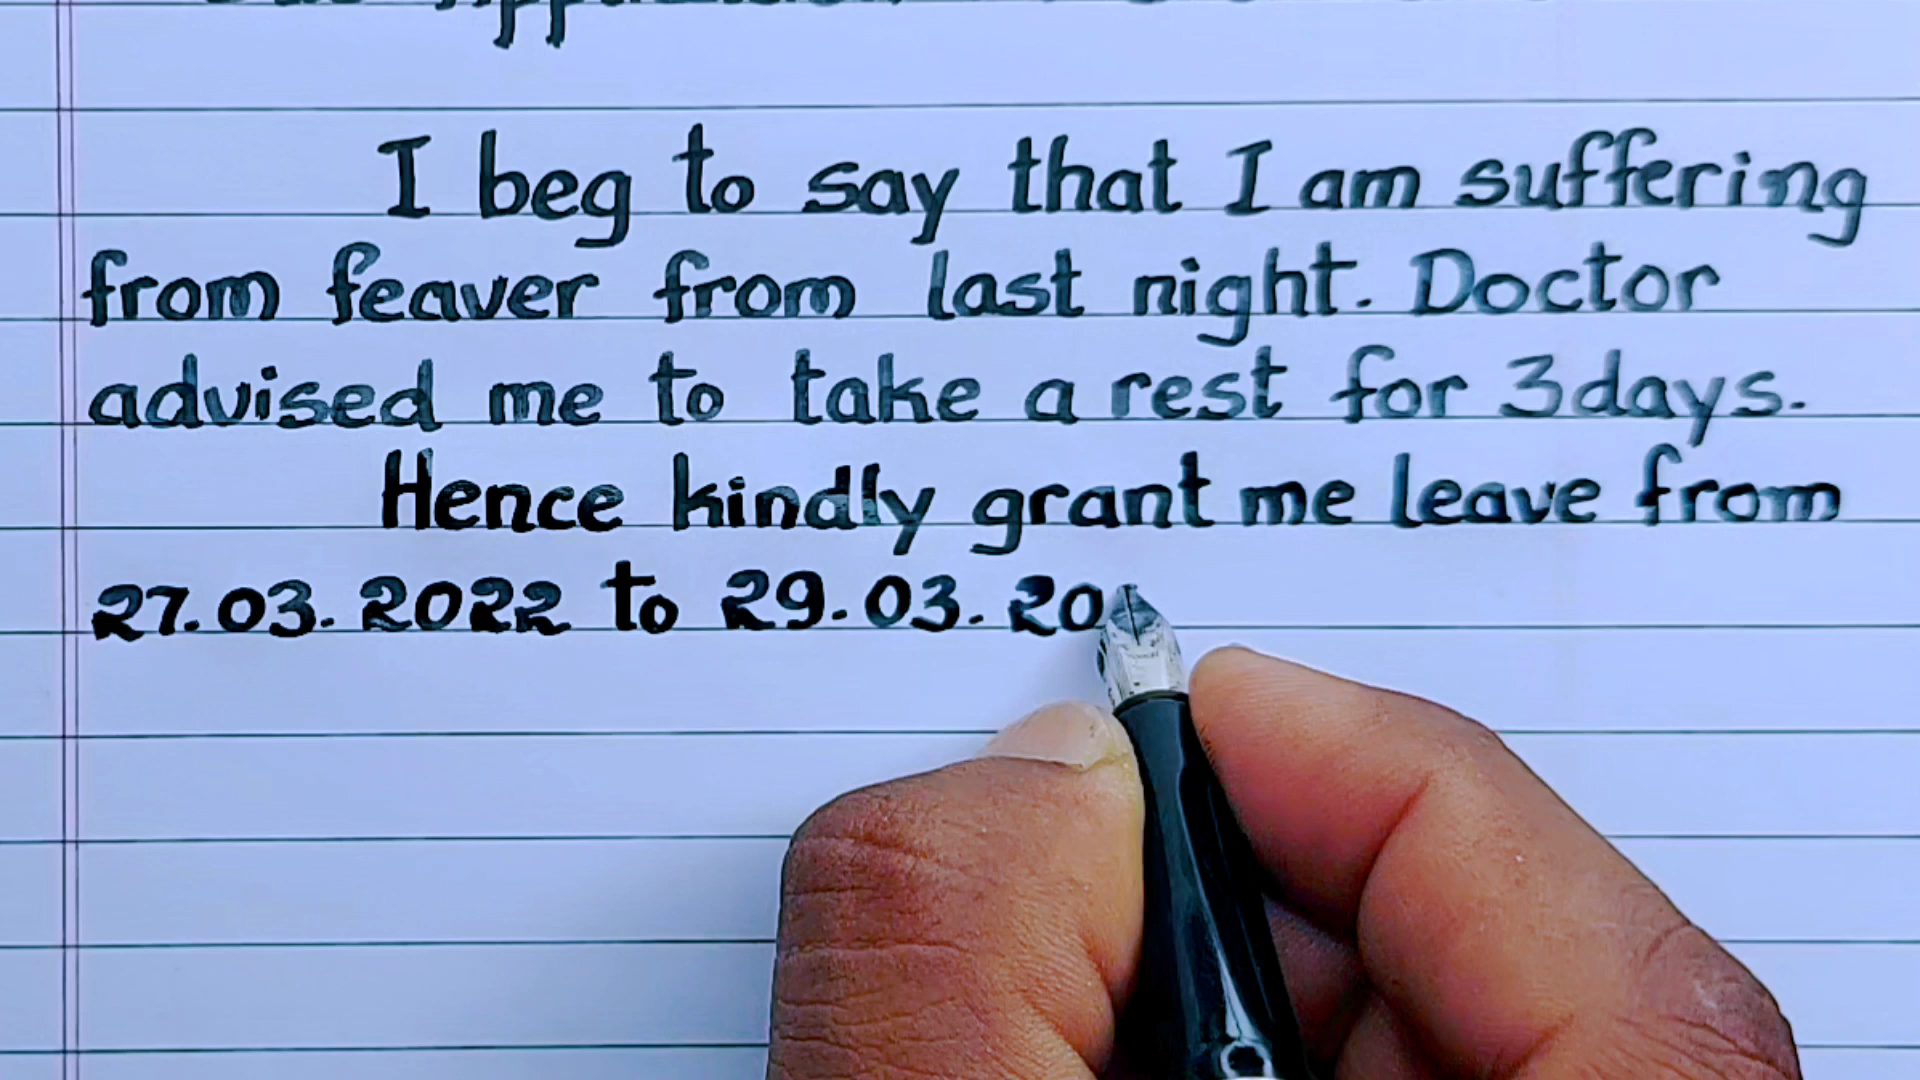 I beg to say that I am suffering
from feaver from last night. Doctor
advised me to take a rest for 3days.
Hence kindly grant me leave from
27.03.2022 to 29.03.20